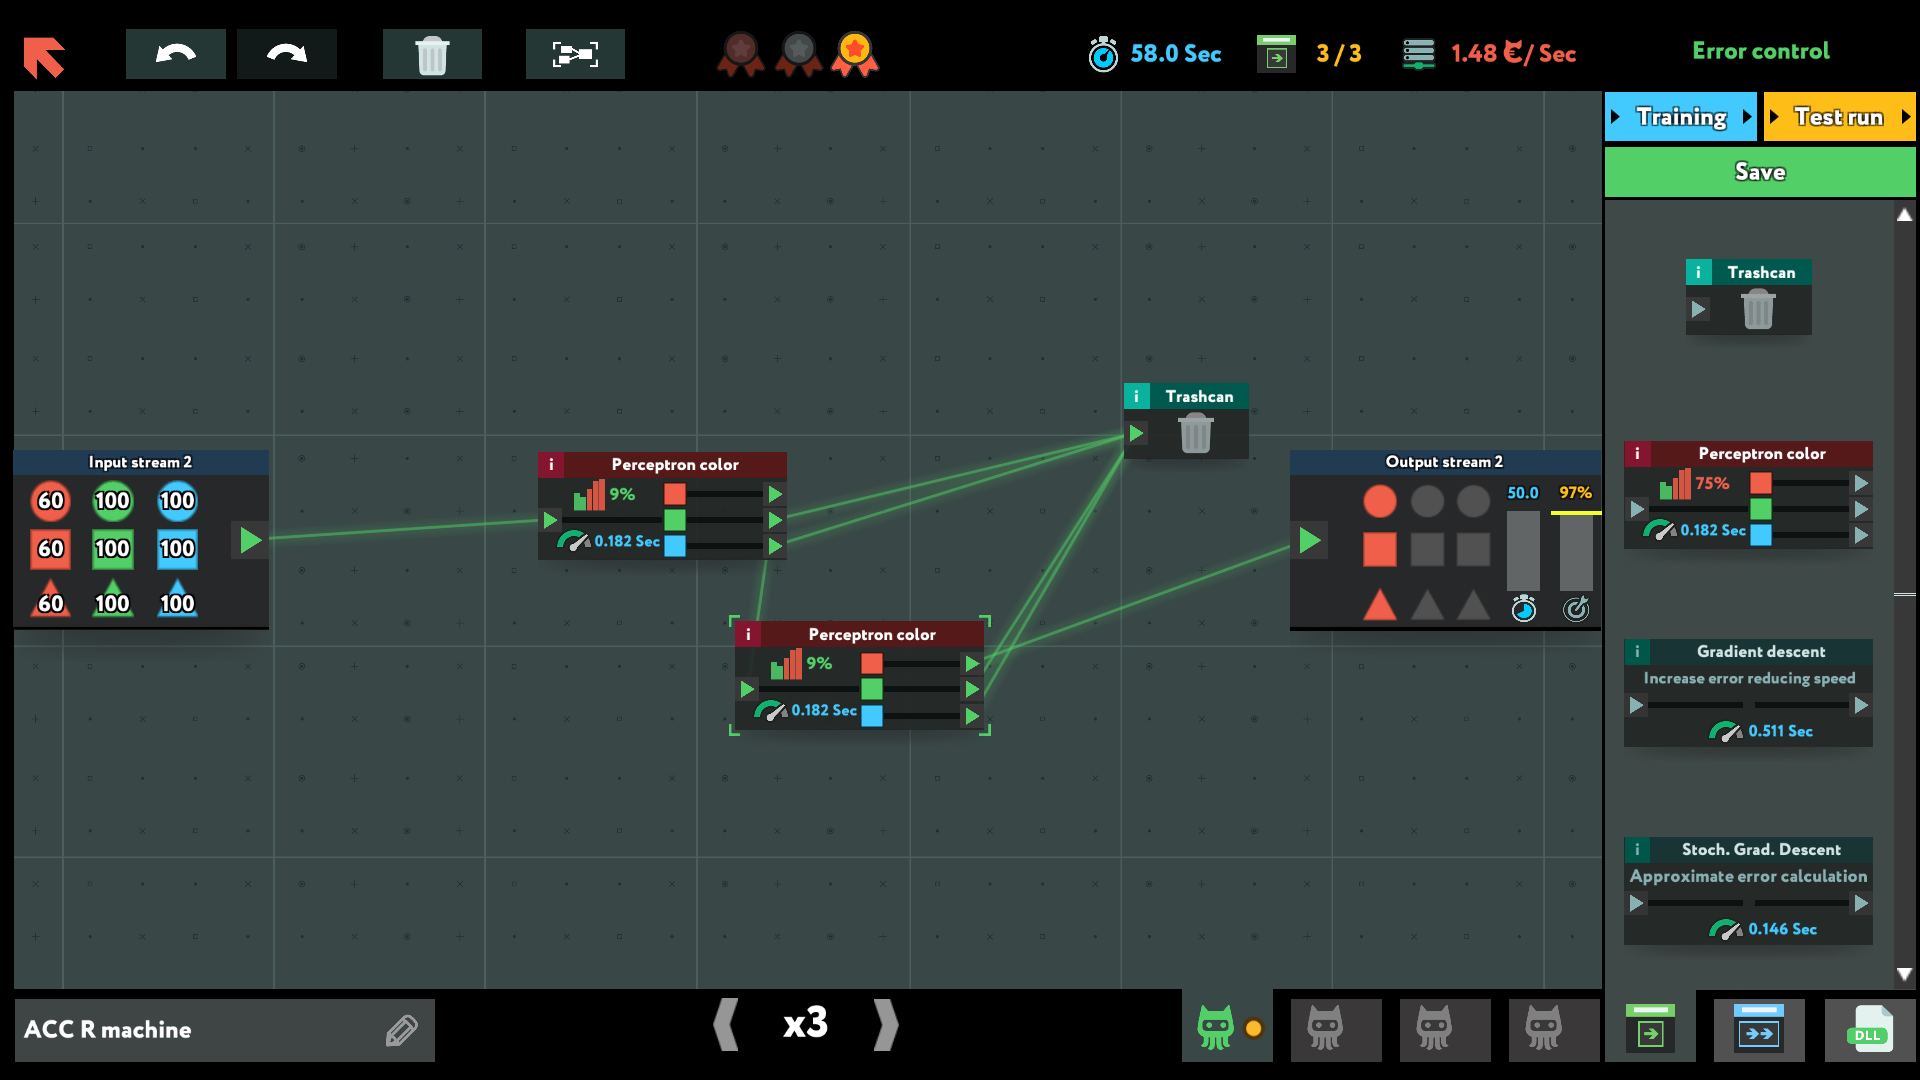 58.0 Sec
3 / 3
1.48 €/ Sec
Error control
Training
Test run
Save
i Trashcan
i Perceptron color
75%
0.182 Sec
i Gradient descent
Increase error reducing speed
0.511 Sec
i Stoch. Grad. Descent
Approximate error calculation
0.146 Sec
Input stream 2
60 100 100
60 100 100
60 100 100
i Perceptron color
9%
0.182 Sec
i Perceptron color
9%
0.182 Sec
i Trashcan
Output stream 2
50.0 97%
ACC R machine
x3
DLL